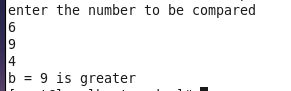 enter the number to be compared
6
9
4
b = 9 is greater